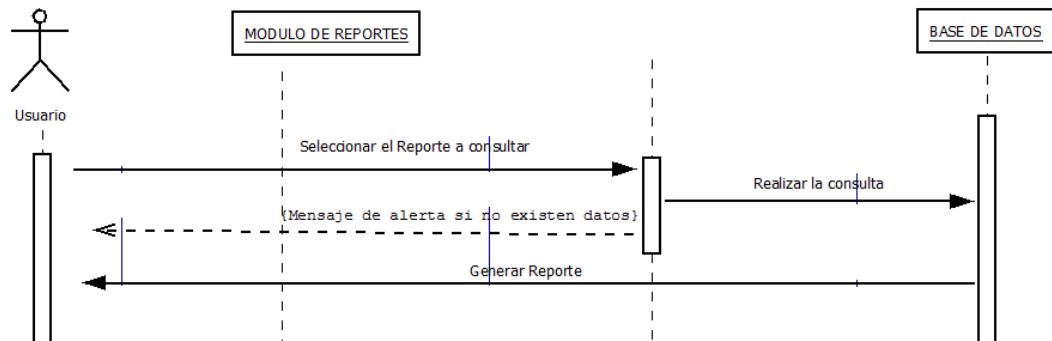 MODULO DE REPORTES
BASE DE DATOS
Usuario
Seleccionar el Reporte a consultar
Realizar la consulta
{Mensaje de alerta si no existen datos}
Generar Reporte